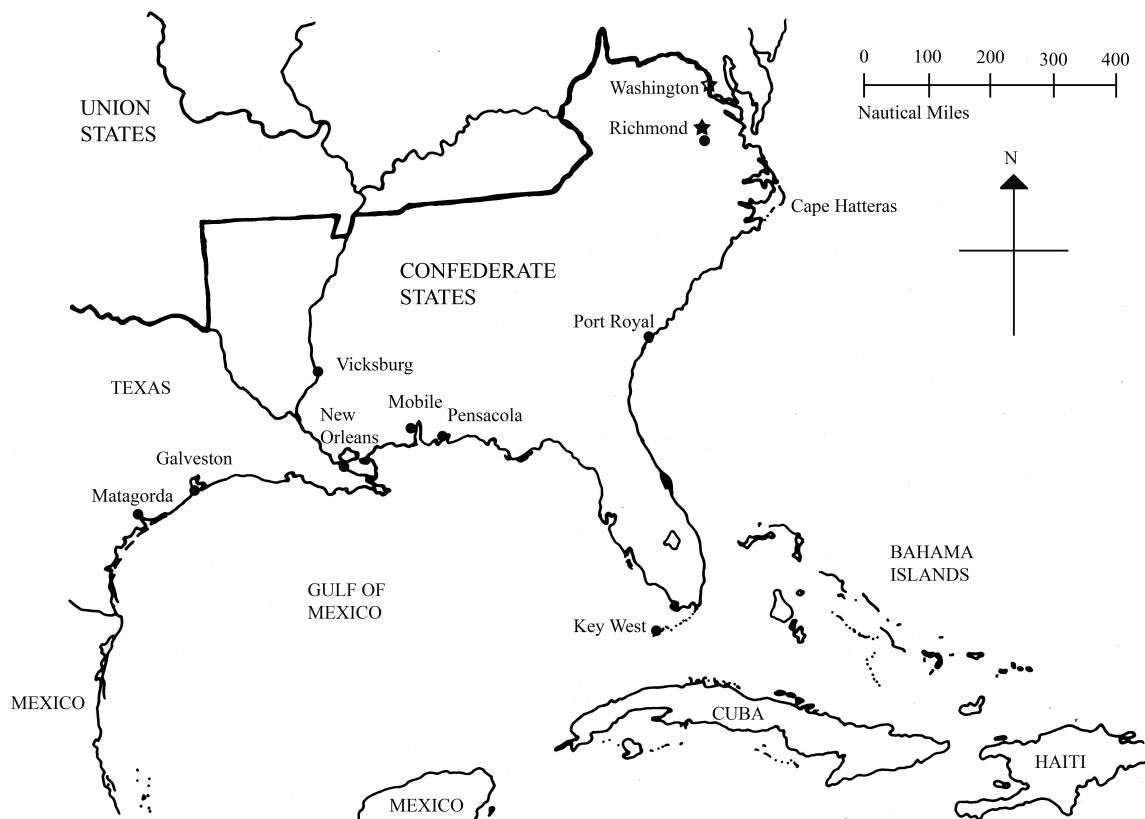 0 100 200 300 400
Nautical Miles
UNION
STATES
Washington
Richmond
N
Cape Hatteras
CONFEDERATE
STATES
Port Royal
Vicksburg
TEXAS
Mobile
New
Orleans
Pensacola
Galveston
Matagorda
BAHAMA
ISLANDS
GULF OF
MEXICO
Key West
MEXICO
CUBA
HAITI
MEXICO